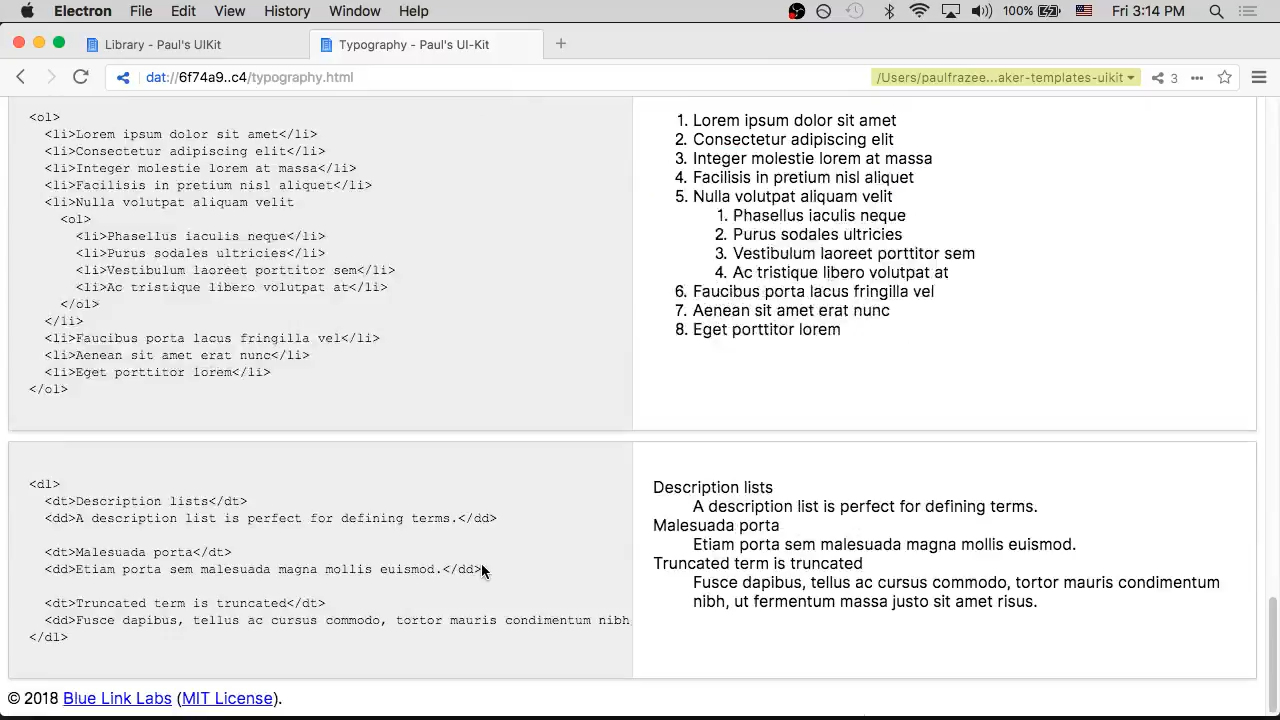 Electron File Edit View History Window Help 100% Fri 3:14 PM
Library - Paul's UIKit Typography - Paul's UI-Kit
dat://6f74a9..c4/typography.html /Users/paulfrazee...aker-templates-uikit 3
<ol>
<li>Lorem ipsum dolor sit amet</li>
<li>Consectetur adipiscing elit</li>
<li>Integer molestie lorem at massa</li>
<li>Facilisis in pretium nisl aliquet</li>
<li>Nulla volutpat aliquam velit
<ol>
<li>Phasellus iaculis neque</li>
<li>Purus sodales ultricies</li>
<li>Vestibulum laoreet porttitor sem</li>
<li>Ac tristique libero volutpat at</li>
</ol>
</li>
<li>Faucibus porta lacus fringilla vel</li>
<li>Aenean sit amet erat nunc</li>
<li>Eget porttitor lorem</li>
</ol>
1. Lorem ipsum dolor sit amet
2. Consectetur adipiscing elit
3. Integer molestie lorem at massa
4. Facilisis in pretium nisl aliquet
5. Nulla volutpat aliquam velit
1. Phasellus iaculis neque
2. Purus sodales ultricies
3. Vestibulum laoreet porttitor sem
4. Ac tristique libero volutpat at
6. Faucibus porta lacus fringilla vel
7. Aenean sit amet erat nunc
8. Eget porttitor lorem
<dl>
<dt>Description lists</dt>
<dd>A description list is perfect for defining terms.</dd>
<dt>Malesuada porta</dt>
<dd>Etiam porta sem malesuada magna mollis euismod.</dd>
<dt>Truncated term is truncated</dt>
<dd>Fusce dapibus, tellus ac cursus commodo, tortor mauris condimentum nibh,
</dl>
Description lists
A description list is perfect for defining terms.
Malesuada porta
Etiam porta sem malesuada magna mollis euismod.
Truncated term is truncated
Fusce dapibus, tellus ac cursus commodo, tortor mauris condimentum
nibh, ut fermentum massa justo sit amet risus.
© 2018 Blue Link Labs (MIT License).